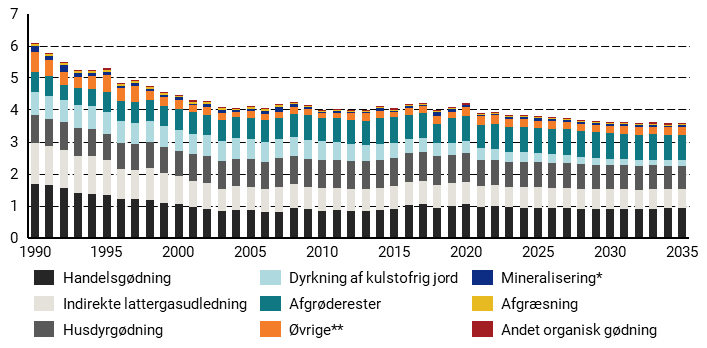 7
6
5
4
3
2
1
0
1990 1995 2000 2005 2010 2015 2020 2025 2030 2035
Handelsgødning Dyrkning af kulstofrig jord Mineralisering*
Indirekte lattergasudledning Afgrøderester Afgræsning
Husdyrgødning Øvrige** Andet organisk gødning